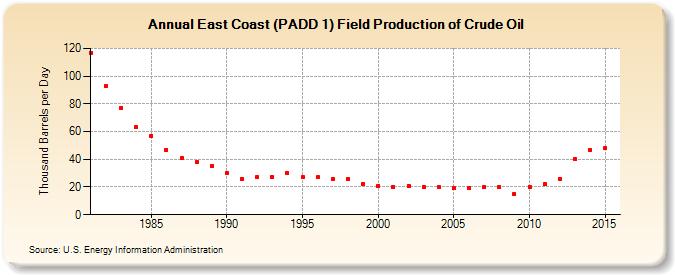 Annual East Coast (PADD 1) Field Production of Crude Oil
Thousand Barrels per Day
120
100
80
60
40
20
0
1985 1990 1995 2000 2005 2010 2015
Source: U.S. Energy Information Administration